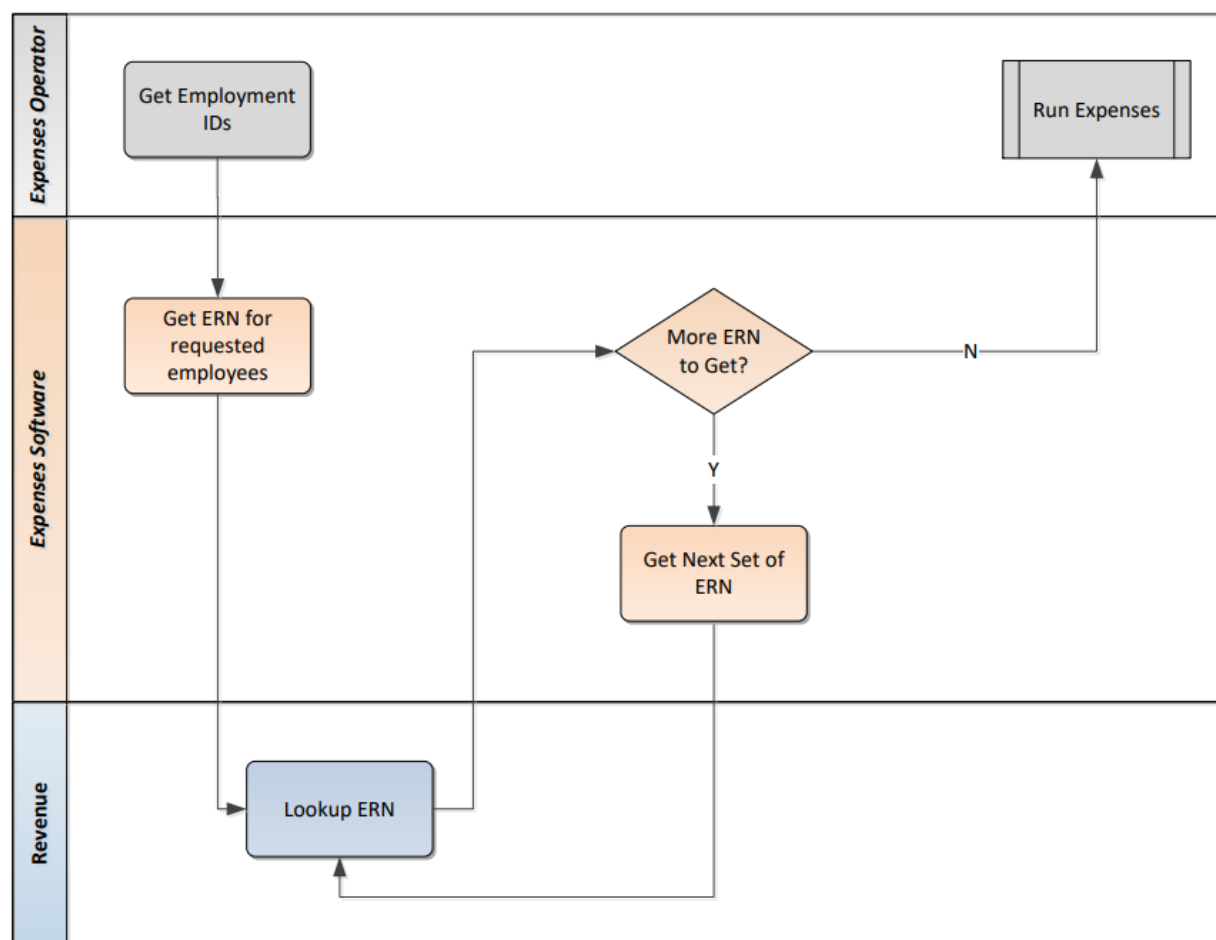 Expenses Operator
Get Employment
IDs
Run Expenses
Expenses Software
Get ERN for
requested
employees
More ERN
to Get?
N
Y
Get Next Set of
ERN
Revenue
Lookup ERN